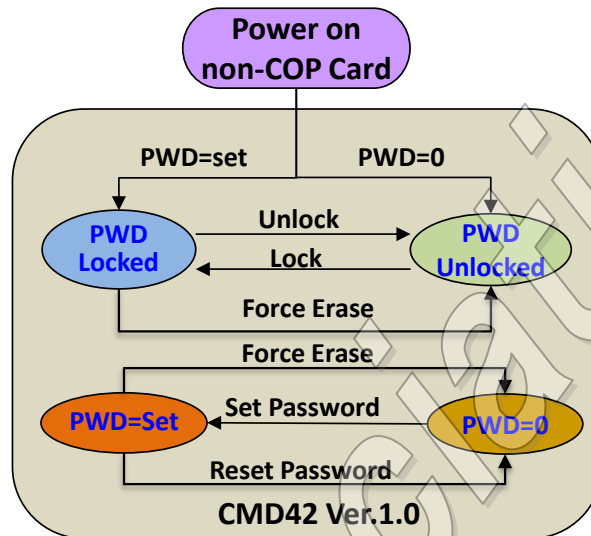 Power on
non-COP Card
PWD=set
PWD=0
PWD
Locked
Unlock
Lock
PWD
Unlocked
Force Erase
Force Erase
PWD=Set
Set Password
PWD=0
Reset Password
CMD42 Ver.1.0